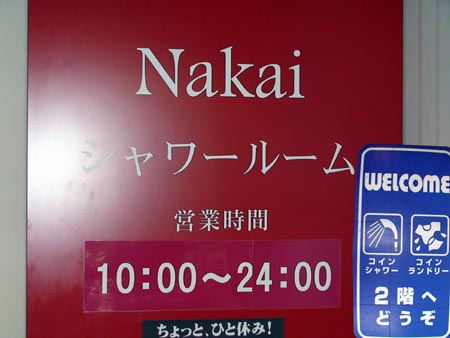 Nakai
シャワールーム
営業時間
10:00～24:00
ちょっと、ひと休み!
WELCOME
コイン
シャワー
コイン
ランドリー
2階へ
どうぞ